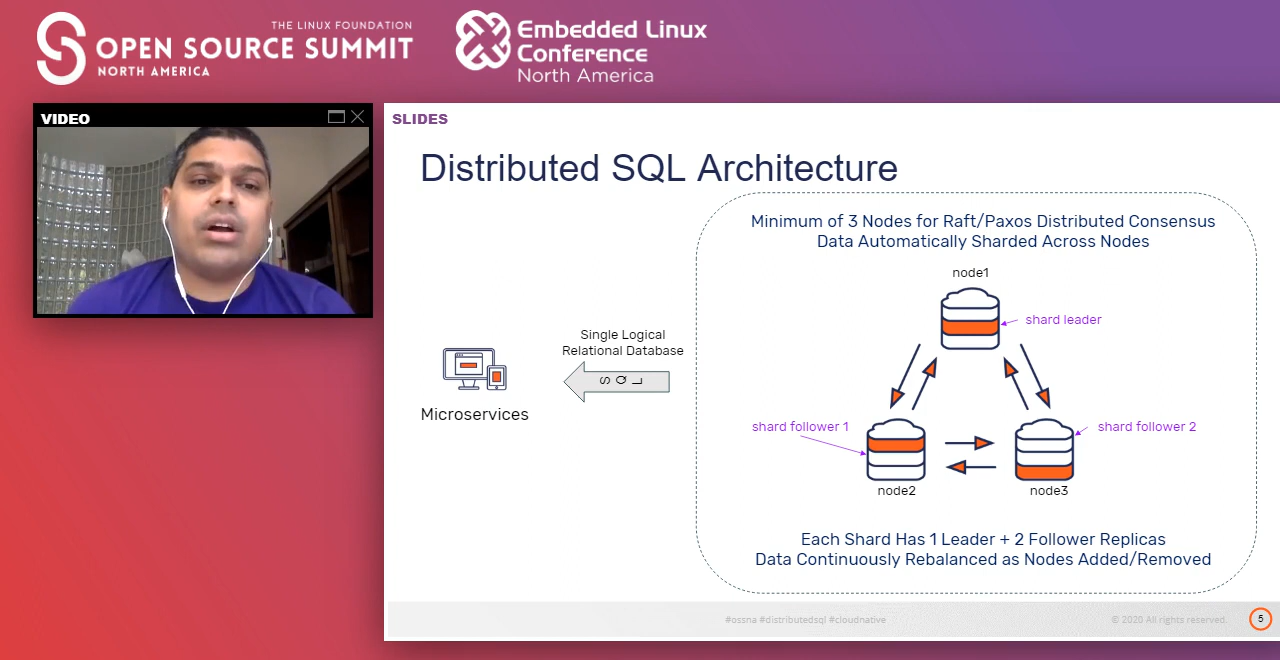 THE LINUX FOUNDATION
OPEN SOURCE SUMMIT
NORTH AMERICA
Embedded Linux
Conference
North America
VIDEO
SLIDES
Distributed SQL Architecture
Minimum of 3 Nodes for Raft/Paxos Distributed Consensus
Data Automatically Sharded Across Nodes
node1
shard leader
Single Logical
Relational Database
SQL
Microservices
shard follower 1
shard follower 2
node2
node3
Each Shard Has 1 Leader + 2 Follower Replicas
Data Continuously Rebalanced as Nodes Added/Removed
#ossna #distributedsql #cloudnative
© 2020 All rights reserved.
5